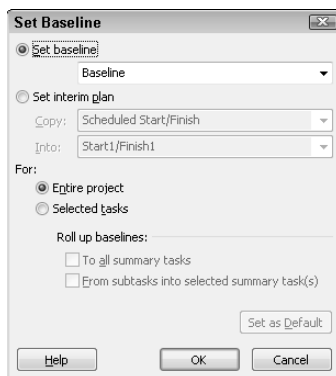 Set Baseline
Set baseline
Baseline
Set interim plan
Copy: Scheduled Start/Finish
Into: Start1/Finish1
For:
Entire project
Selected tasks
Roll up baselines:
To all summary tasks
From subtasks into selected summary task(s)
Set as Default
Help OK Cancel